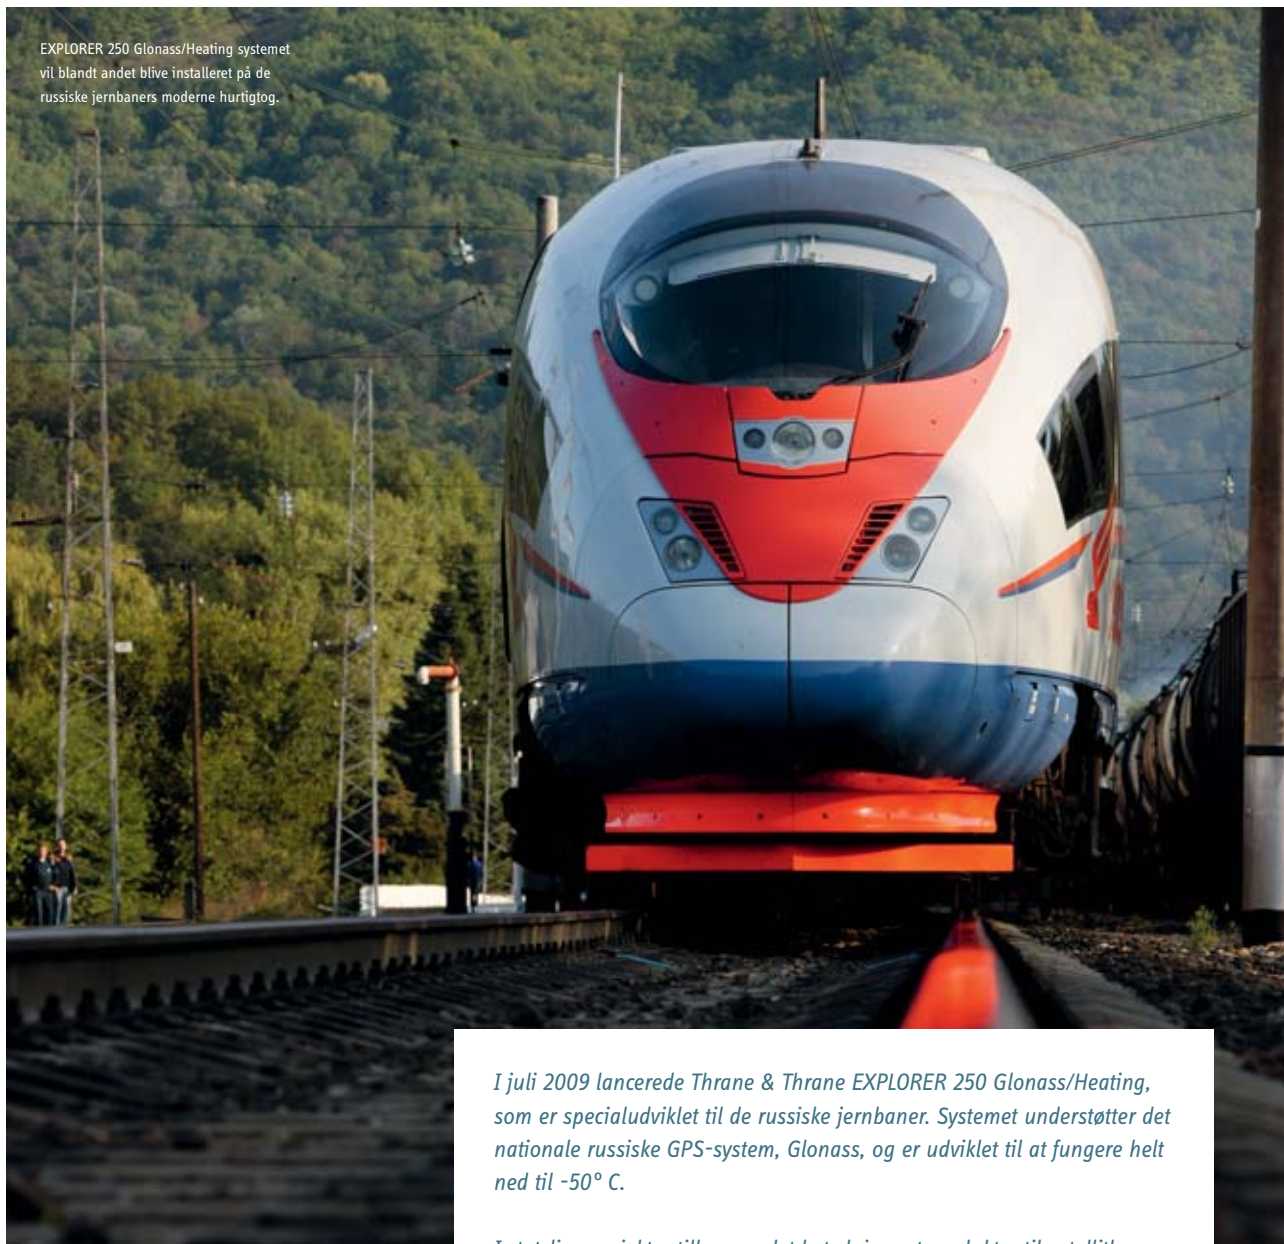 EXPLORER 250 Glonass/Heating systemet
vil blandt andet blive installeret på de
russiske jernbaners moderne hurtigtog.
I juli 2009 lancerede Thrane & Thrane EXPLORER 250 Glonass/Heating,
som er specialudviklet til de russiske jernbaner. Systemet understøtter det
nationale russiske GPS-system, Glonass, og er udviklet til at fungere helt
ned til -50° C.